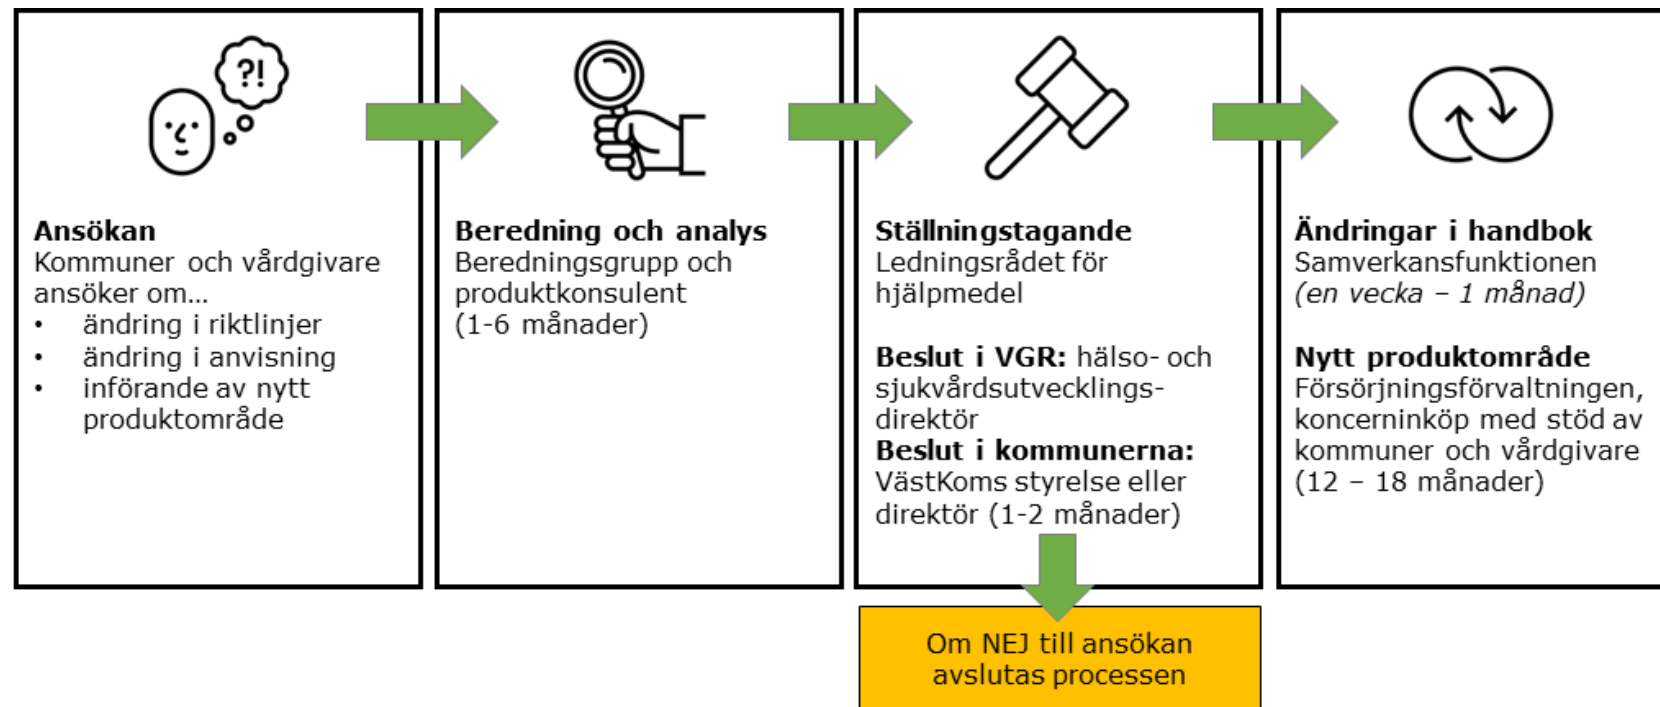 ?!
Ansökan
Kommuner och vårdgivare
ansöker om...
• ändring i riktlinjer
• ändring i anvisning
• införande av nytt
produktområde
Beredning och analys
Beredningsgrupp och
produktkonsulent
(1-6 månader)
Ställningstagande
Ledningsrådet för
hjälpmedel
Beslut i VGR: hälso- och
sjukvårdsutvecklings-
direktör
Beslut i kommunerna:
VästKoms styrelse eller
direktör (1-2 månader)
Om NEJ till ansökan
avslutas processen
Ändringar i handbok
Samverkansfunktionen
(en vecka – 1 månad)
Nytt produktområde
Försörjningsförvaltningen,
koncerninköp med stöd av
kommuner och vårdgivare
(12 – 18 månader)